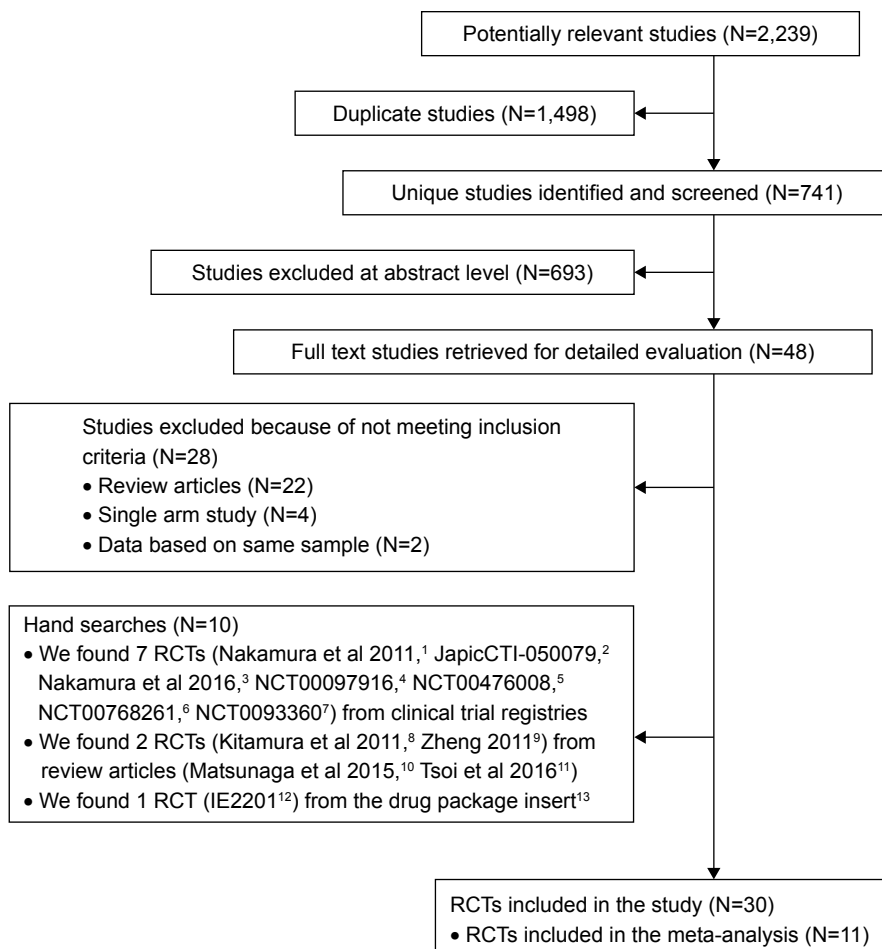 Potentially relevant studies (N=2,239)
Duplicate studies (N=1,498)
Unique studies identified and screened (N=741)
Studies excluded at abstract level (N=693)
Full text studies retrieved for detailed evaluation (N=48)
Studies excluded because of not meeting inclusion
criteria (N=28)
• Review articles (N=22)
• Single arm study (N=4)
• Data based on same sample (N=2)
Hand searches (N=10)
• We found 7 RCTs (Nakamura et al 2011,¹ JapicCTI-050079,²
Nakamura et al 2016,³ NCT00097916,⁴ NCT00476008,⁵
NCT00768261,⁶ NCT0093360⁷) from clinical trial registries
• We found 2 RCTs (Kitamura et al 2011,⁸ Zheng 2011⁹) from
review articles (Matsunaga et al 2015,¹⁰ Tsoi et al 2016¹¹)
• We found 1 RCT (IE2201¹²) from the drug package insert¹³
RCTs included in the study (N=30)
• RCTs included in the meta-analysis (N=11)